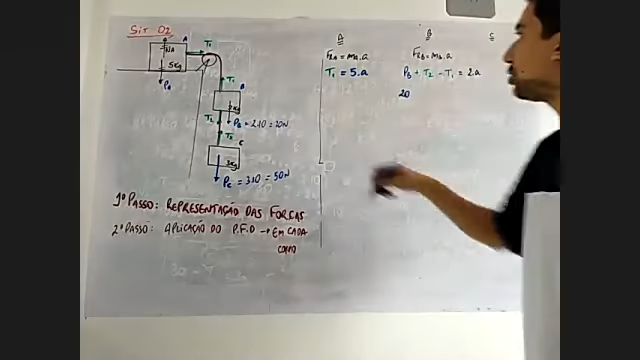 SIT 02
A
T₁
NA
5kg
PA
T₁
B
2kg
PB = 2.10 = 20N
T₂
T₂
C
3kg
PC = 3.10 = 30N
1º PASSO: REPRESENTAÇÃO DAS FORÇAS
2º PASSO: APLICAÇÃO DO P.F.D → EM CADA
CORPO
A
FRA = mA.a
T₁ = 5.a
B
FRB = mB.a
PB + T₂ - T₁ = 2.a
20
C